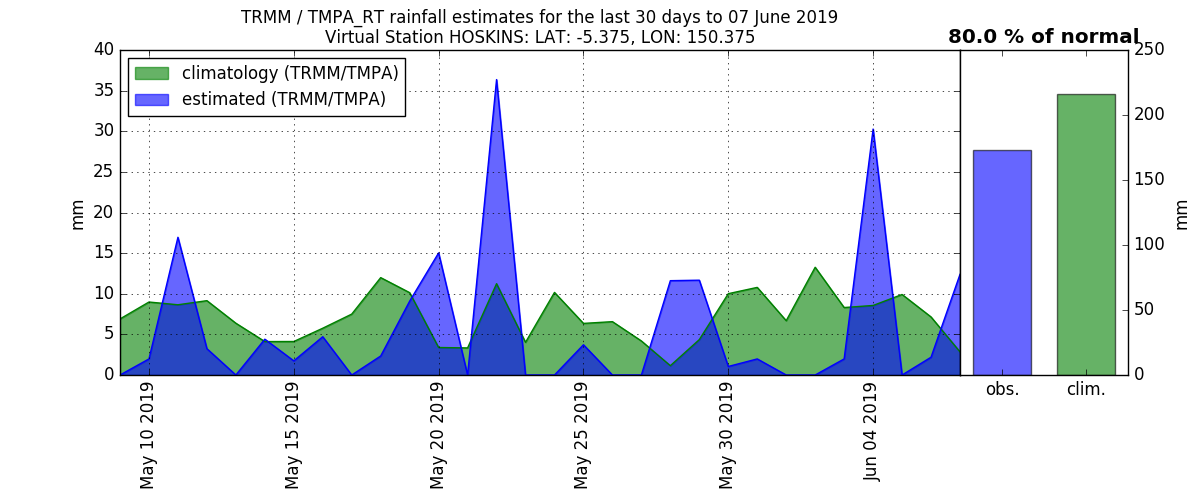 TRMM / TMPA_RT rainfall estimates for the last 30 days to 07 June 2019
Virtual Station HOSKINS: LAT: -5.375, LON: 150.375
80.0 % of normal
climatology (TRMM/TMPA)
estimated (TRMM/TMPA)
40
35
30
25
20
15
10
5
0
mm
May 10 2019
May 15 2019
May 20 2019
May 25 2019
May 30 2019
Jun 04 2019
250
200
150
100
50
0
mm
obs.
clim.